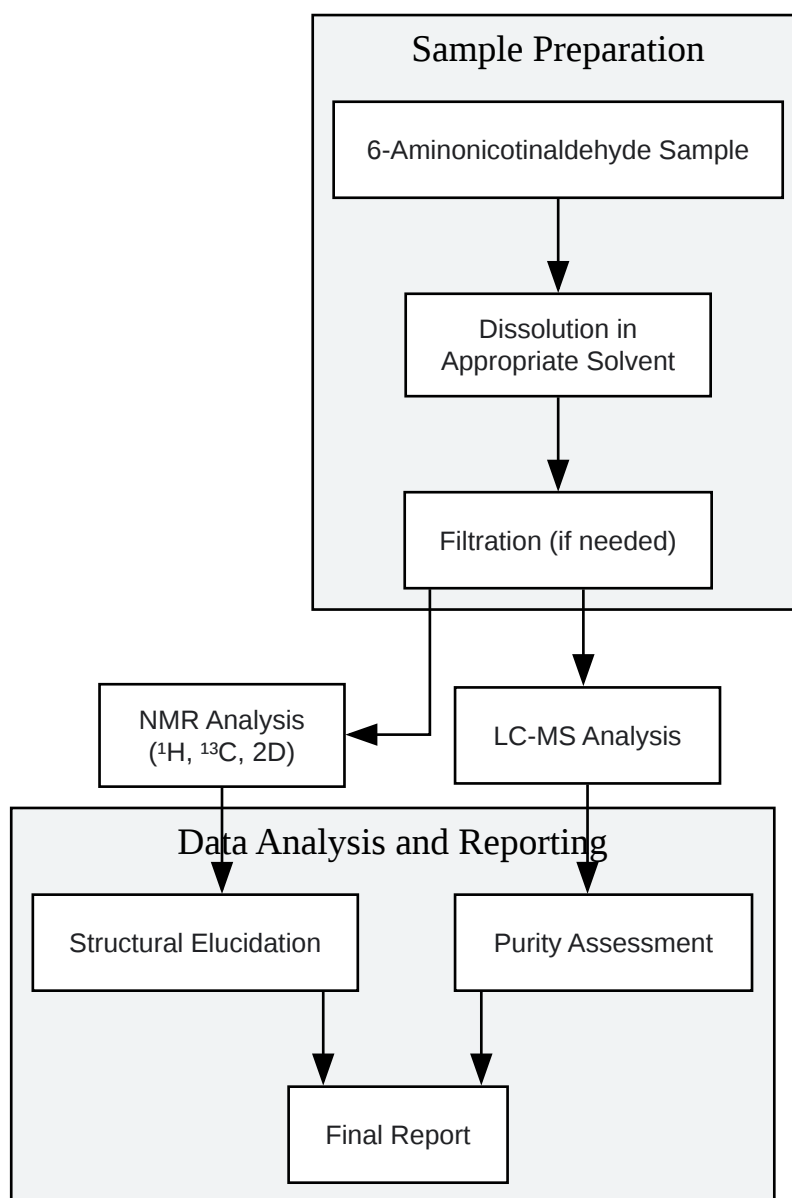 Sample Preparation
6-Aminonicotinaldehyde Sample
Dissolution in
Appropriate Solvent
Filtration (if needed)
NMR Analysis
(¹H, ¹³C, 2D)
LC-MS Analysis
Data Analysis and Reporting
Structural Elucidation
Purity Assessment
Final Report